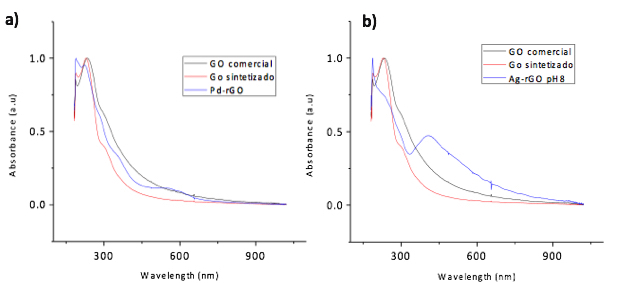 a)
GO comercial
Go sintetizado
Pd-rGO
1.0
0.5
0.0
Absorbance (a.u)
300
600
900
Wavelength (nm)
b)
GO comercial
Go sintetizado
Ag-rGO pH8
1.0
0.5
0.0
Absorbance (a.u)
300
600
900
Wavelength (nm)